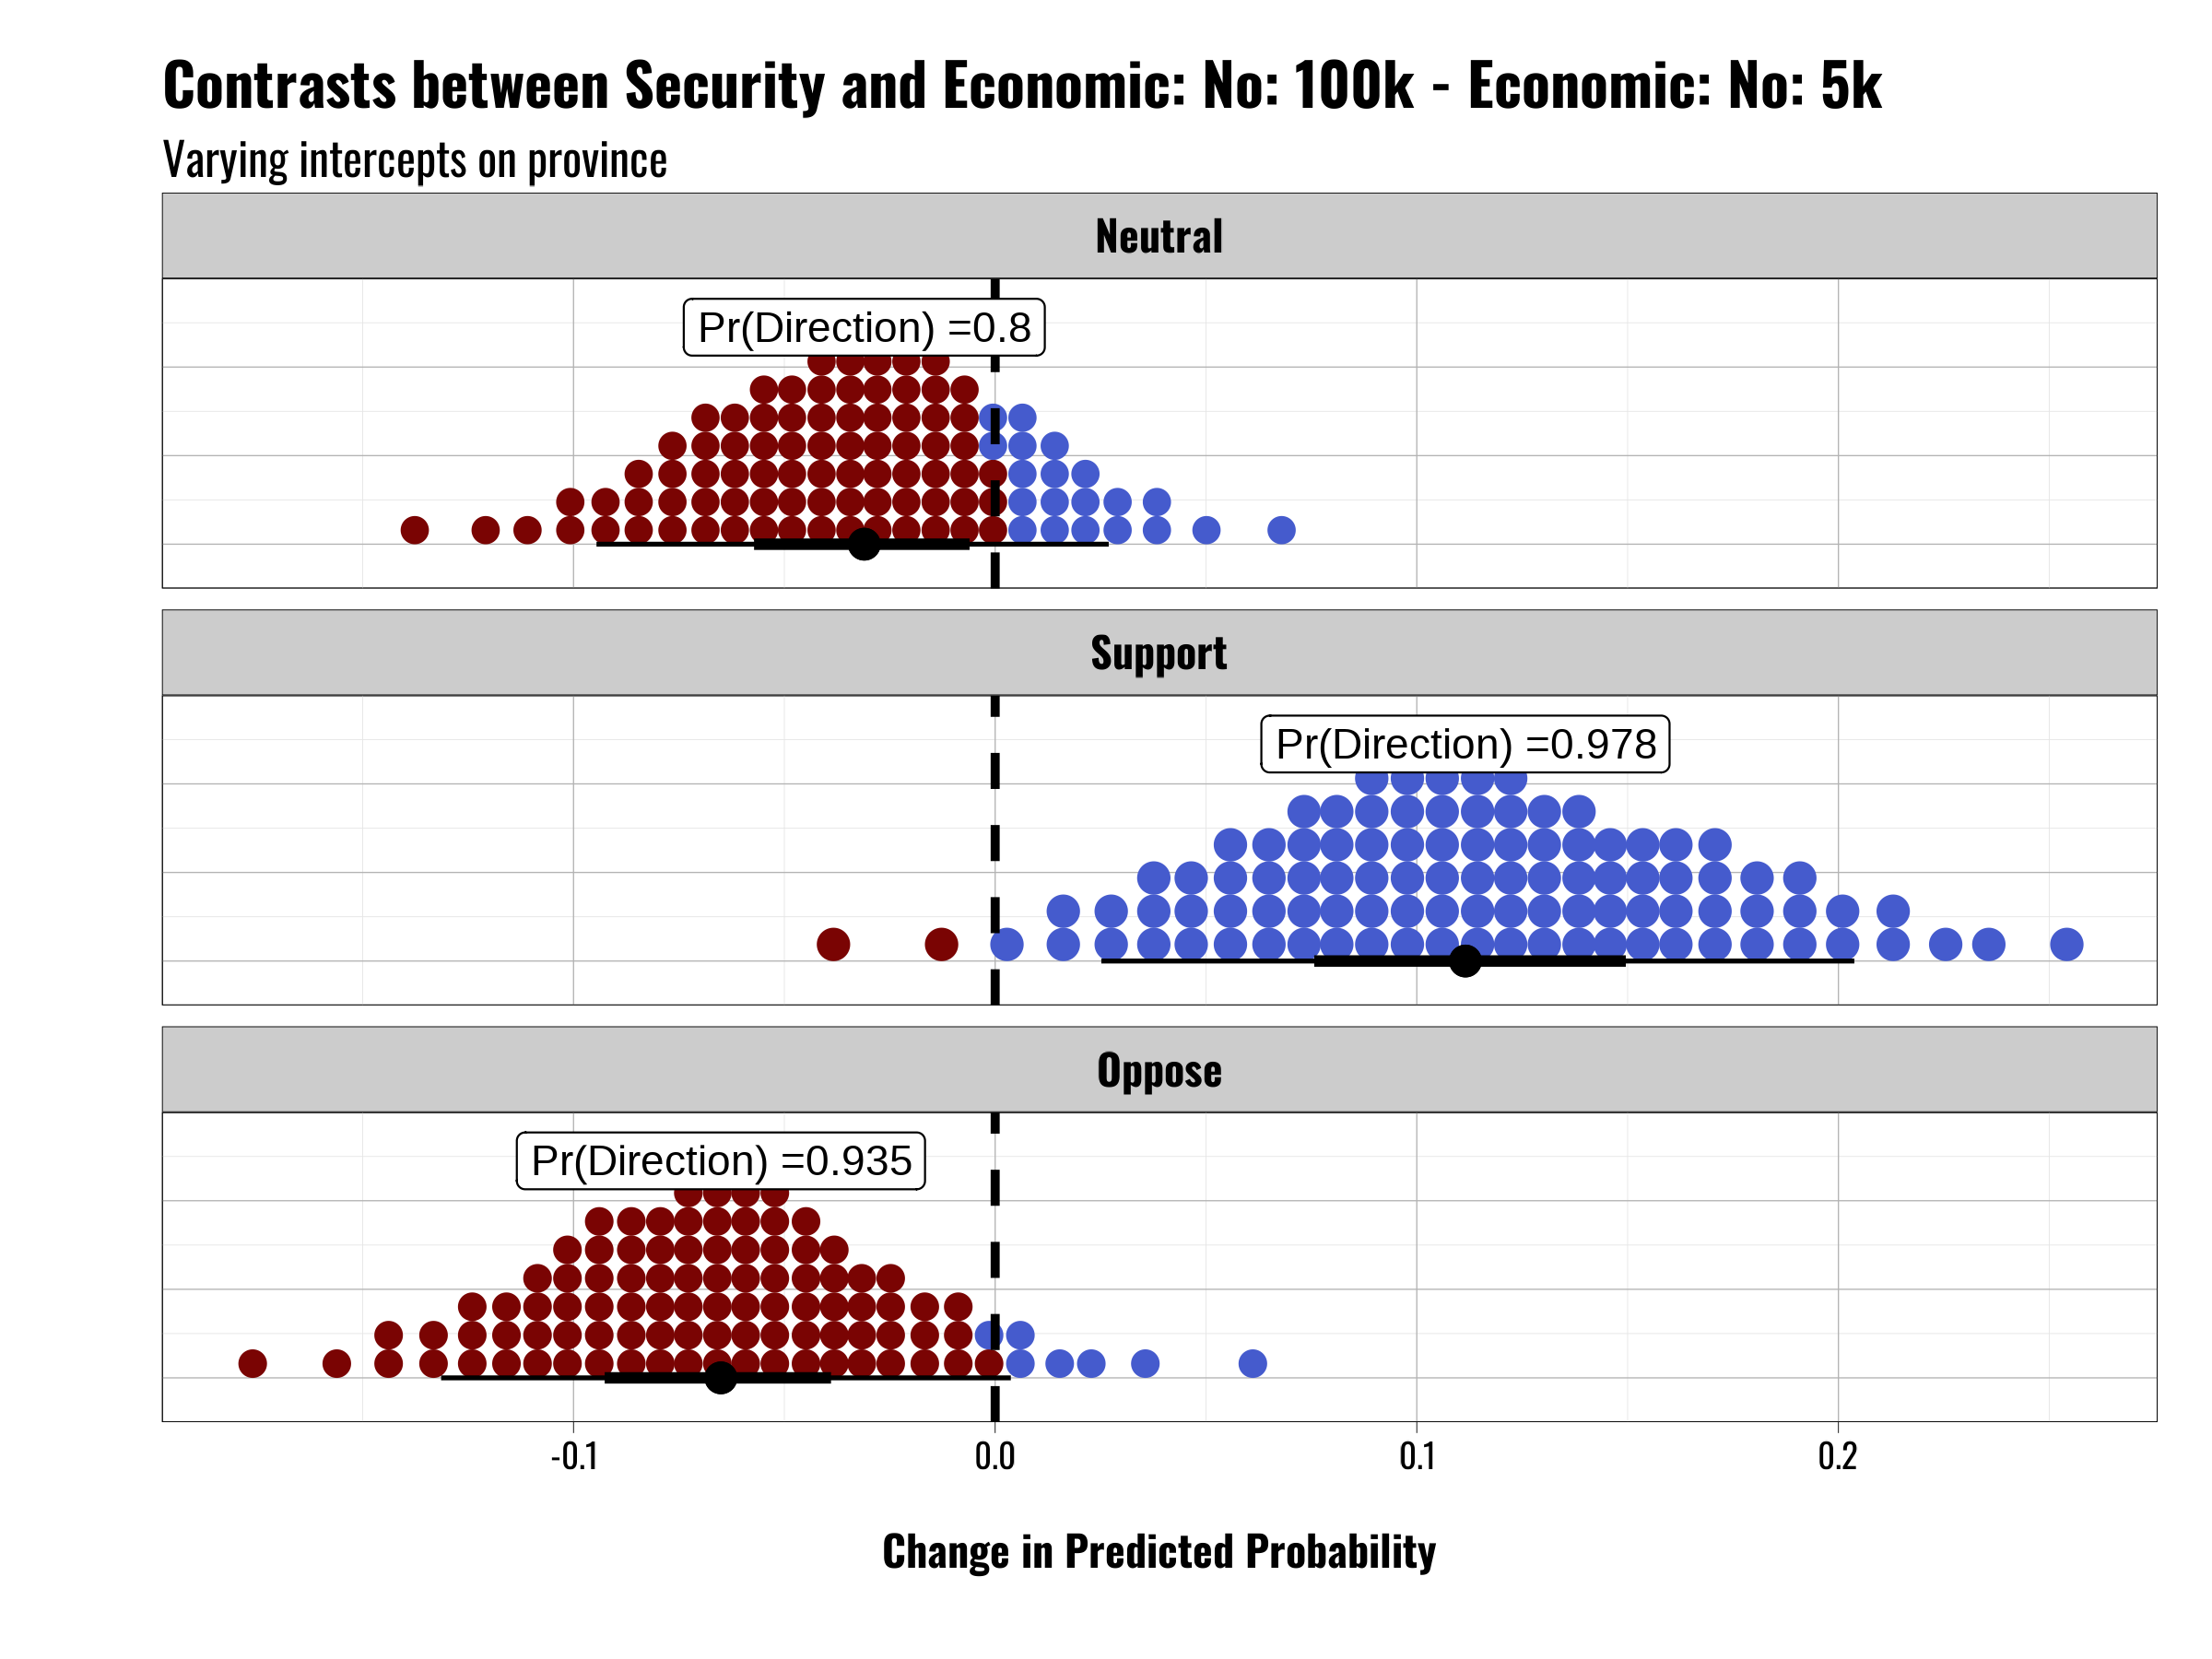 Contrasts between Security and Economic: No: 100k - Economic: No: 5k
Varying intercepts on province
Neutral
Pr(Direction) =0.8
Support
Pr(Direction) =0.978
Oppose
Pr(Direction) =0.935
-0.1 0.0 0.1 0.2
Change in Predicted Probability